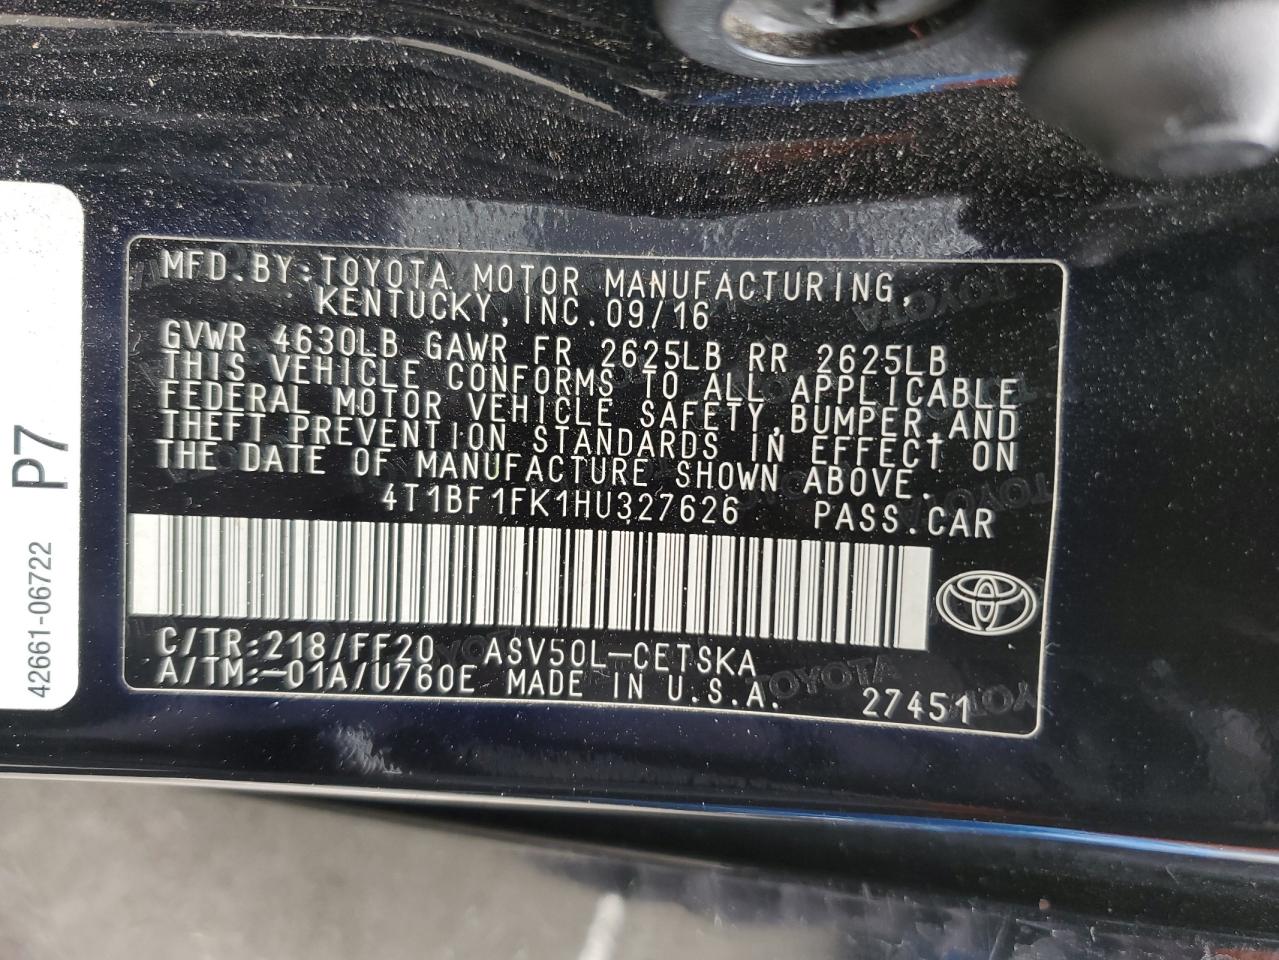 MFD.BY:TOYOTA MOTOR MANUFACTURING,
KENTUCKY, INC. 09/16
GVWR 4630LB GAWR FR 2625LB RR 2625LB
THIS VEHICLE CONFORMS TO ALL APPLICABLE
FEDERAL MOTOR VEHICLE SAFETY, BUMPER, AND
THEFT PREVENTION STANDARDS IN EFFECT ON
THE DATE OF MANUFACTURE SHOWN ABOVE.
4T1BF1FK1HU327626 PASS.CAR
C/TR:218/FF20 ASV50L-CETSKA
A/TM:-01A/U760E MADE IN U.S.A. 27451
P7
42661-06722